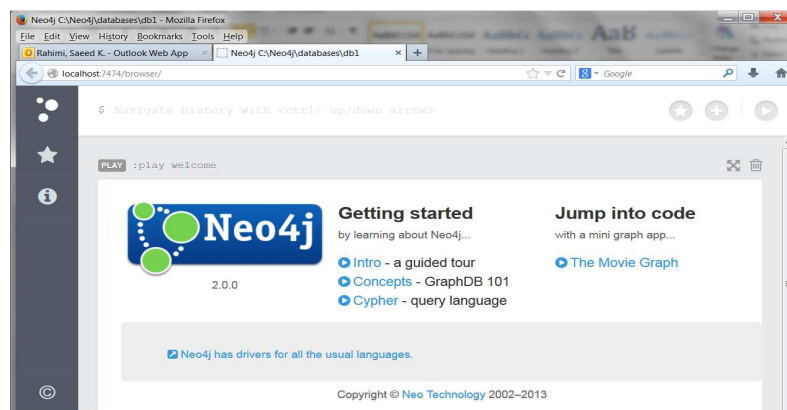 Neo4j C:\Neo4j\databases\db1 - Mozilla Firefox
File Edit View History Bookmarks Tools Help
Rahimi, Saeed K. - Outlook Web App × Neo4j C:\Neo4j\databases\db1 × +
localhost:7474/browser/ Google
$ Navigate history with <ctrl- up/down arrow>
PLAY :play welcome
Neo4j
2.0.0
Getting started
by learning about Neo4j...
Intro - a guided tour
Concepts - GraphDB 101
Cypher - query language
Jump into code
with a mini graph app...
The Movie Graph
Neo4j has drivers for all the usual languages.
Copyright © Neo Technology 2002–2013